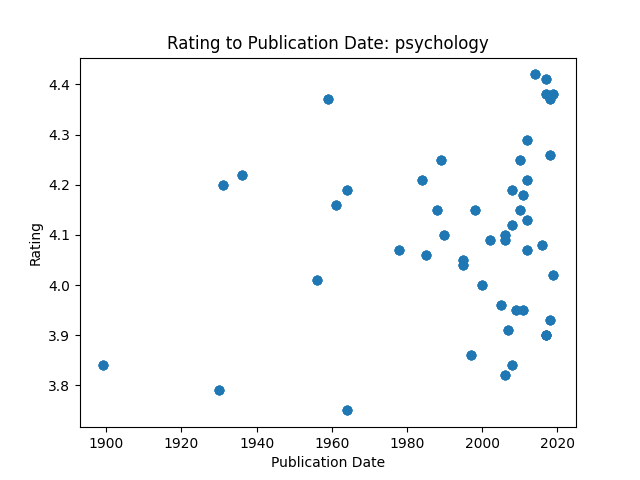 Rating to Publication Date: psychology
4.4
4.3
4.2
4.1
4.0
3.9
3.8
Rating
1900 1920 1940 1960 1980 2000 2020
Publication Date